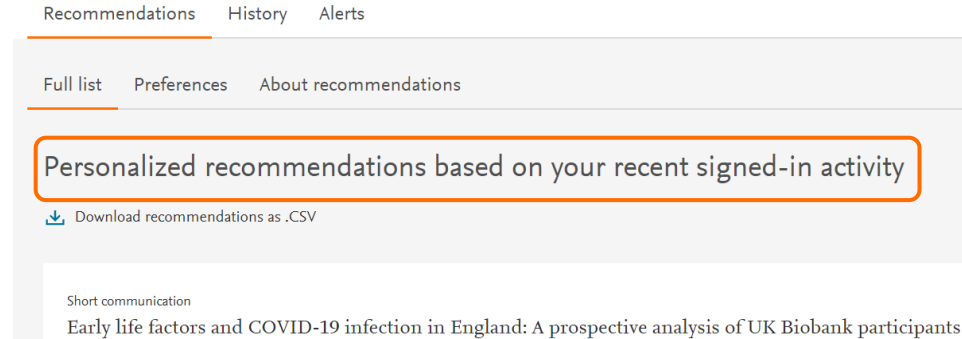 Recommendations History Alerts
Full list Preferences About recommendations
Personalized recommendations based on your recent signed-in activity
Download recommendations as .CSV
Short communication
Early life factors and COVID-19 infection in England: A prospective analysis of UK Biobank participants